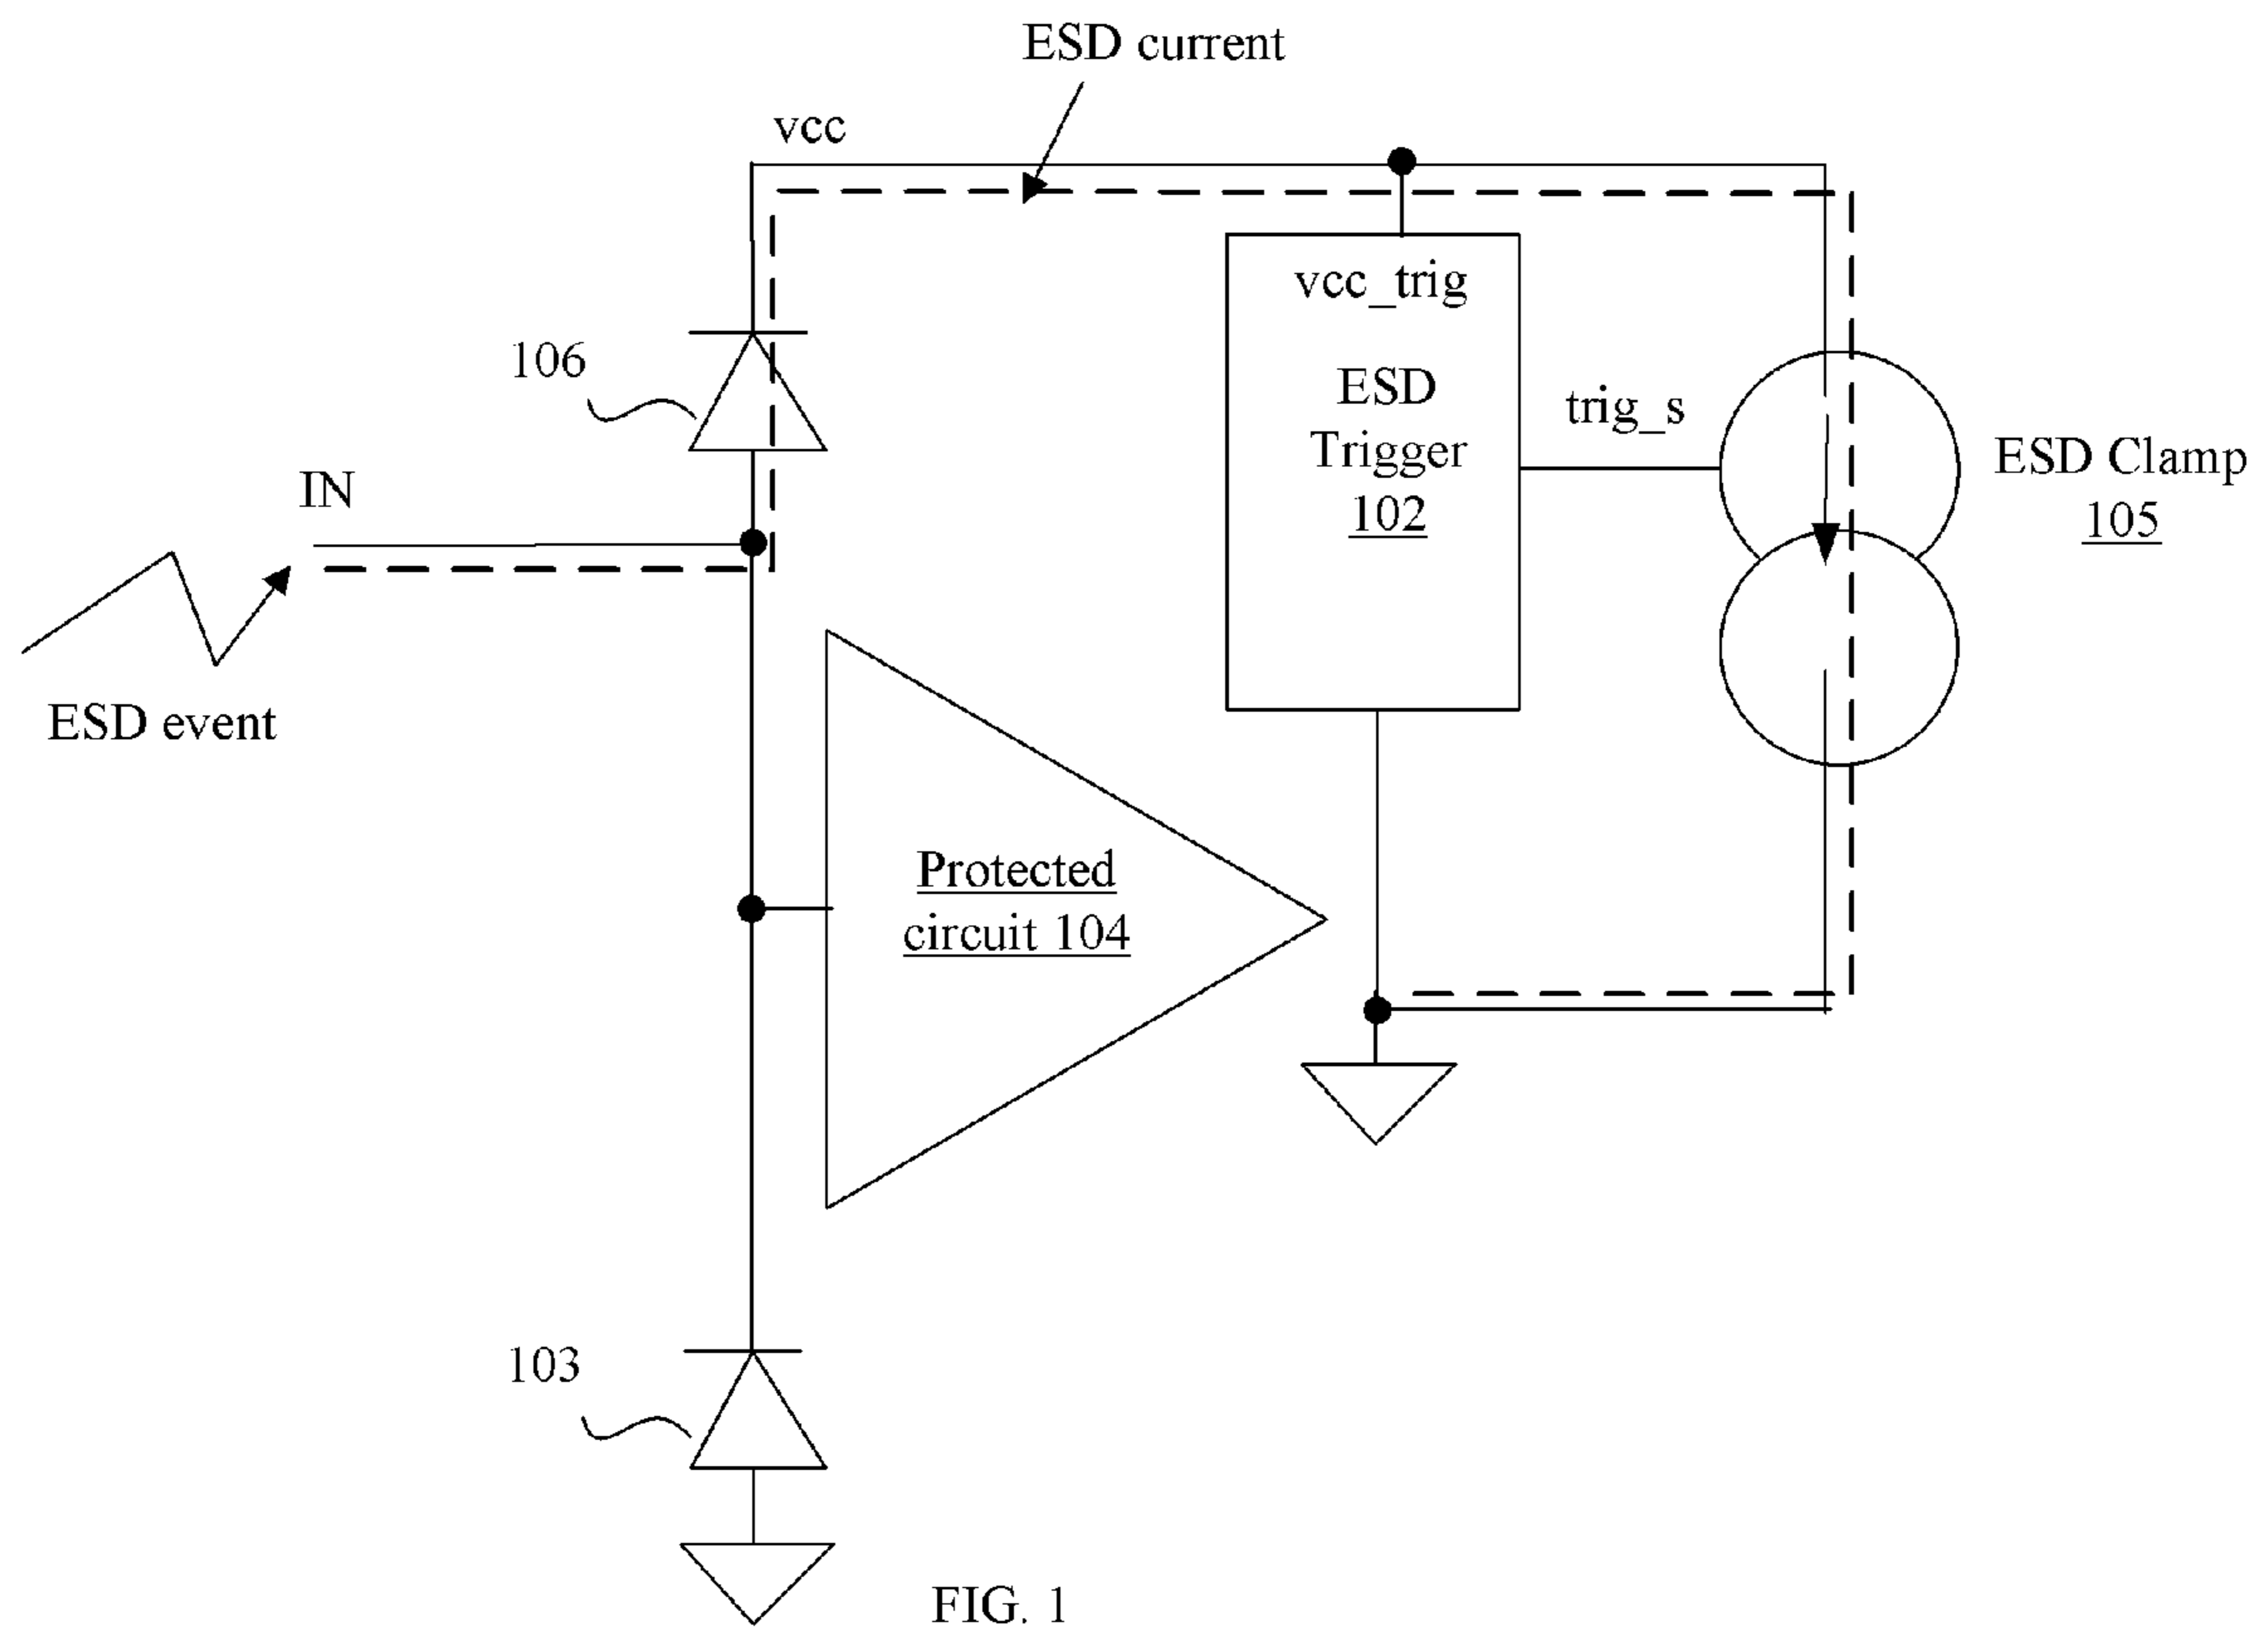 ESD current
vcc
vcc_trig
106
ESD
Trigger
102
trig_s
ESD Clamp
105
IN
ESD event
Protected
circuit 104
103
FIG. 1